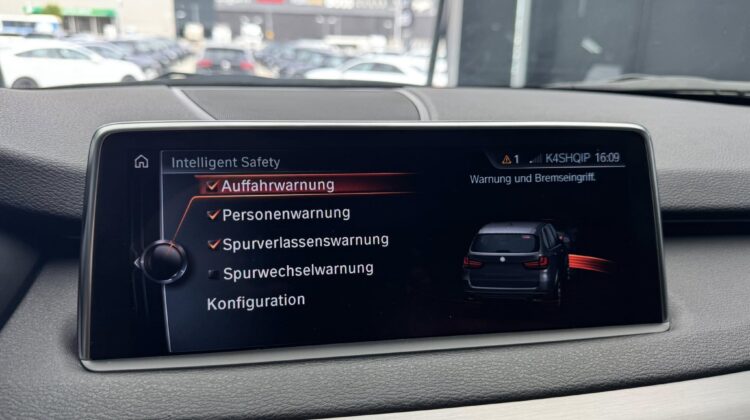 Intelligent Safety
1 K4SHQIP 16:09
Auffahrwarnung
Warnung und Bremseingriff.
Personenwarnung
Spurverlassenswarnung
Spurwechselwarnung
Konfiguration